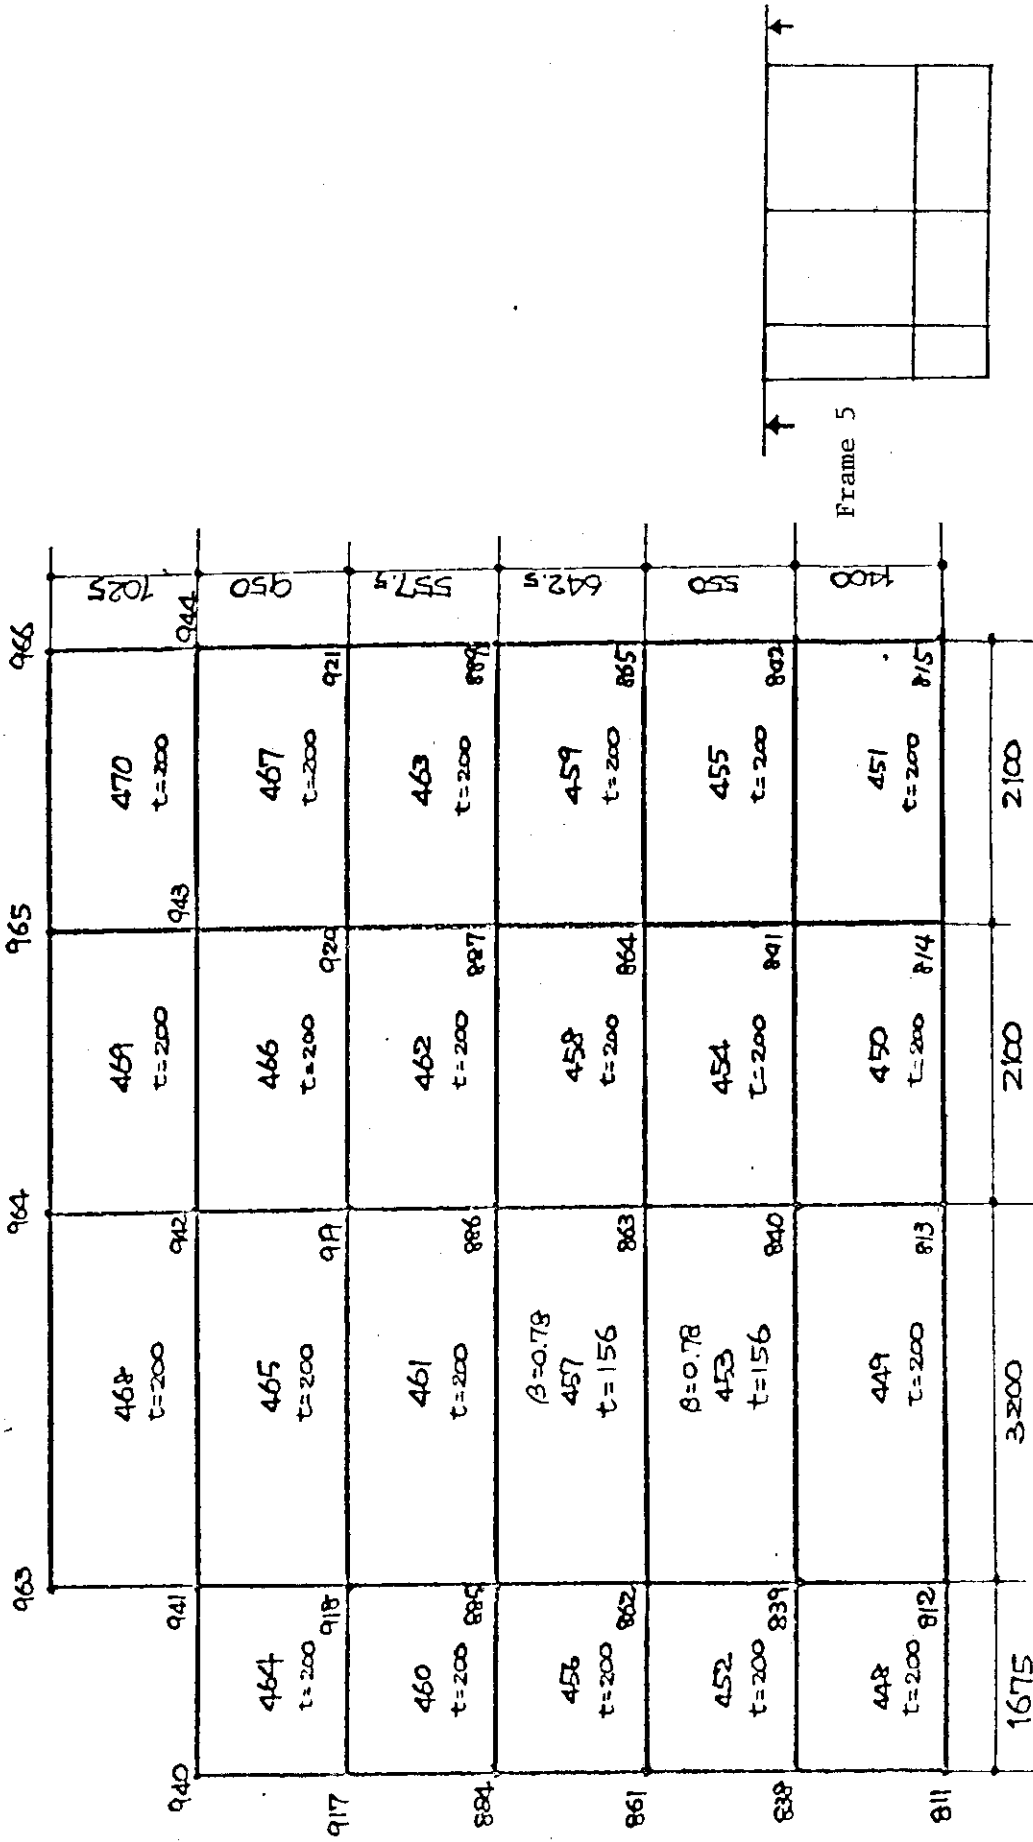 963 964 965 966
468 469 470 1025
t=200 t=200 t=200
940 941 942 943 944
464 465 466 467 950
t=200 t=200 t=200 t=200
917 918 919 920 921
460 461 462 463 557.5
t=200 t=200 t=200 t=200
884 885 886 887
β=0.78
456 457 458 459 642.5
t=200 t=156 t=200 t=200
861 862 863 864 865
β=0.78
452 453 454 455 550
t=200 t=156 t=200 t=200
838 839 840 841 842
448 449 450 451 1400
t=200 t=200 t=200 t=200
811 812 813 814 815
1675 3200 2100 2100
Frame 5